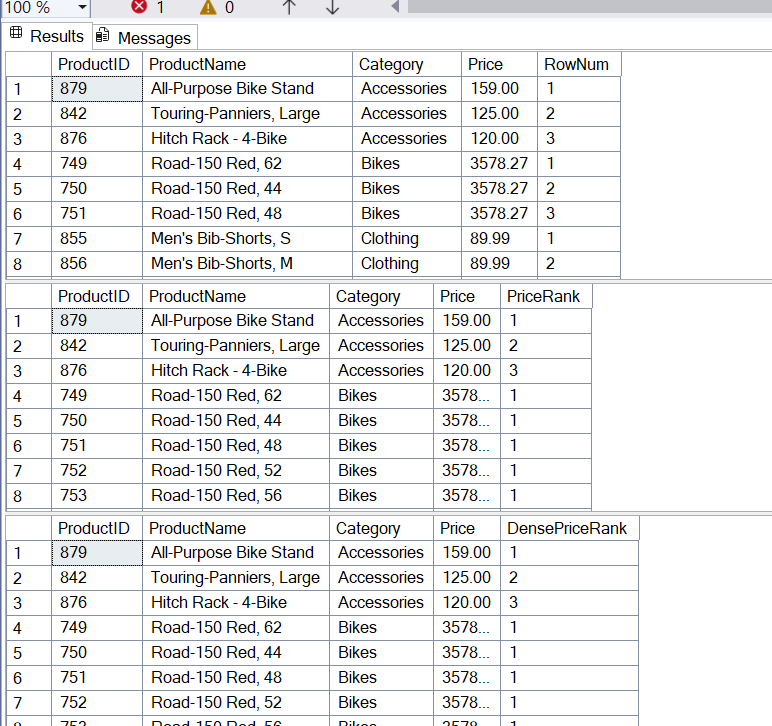 100 % 1 0
Results Messages
ProductID ProductName Category Price RowNum
1 879 All-Purpose Bike Stand Accessories 159.00 1
2 842 Touring-Panniers, Large Accessories 125.00 2
3 876 Hitch Rack - 4-Bike Accessories 120.00 3
4 749 Road-150 Red, 62 Bikes 3578.27 1
5 750 Road-150 Red, 44 Bikes 3578.27 2
6 751 Road-150 Red, 48 Bikes 3578.27 3
7 855 Men's Bib-Shorts, S Clothing 89.99 1
8 856 Men's Bib-Shorts, M Clothing 89.99 2
ProductID ProductName Category Price PriceRank
1 879 All-Purpose Bike Stand Accessories 159.00 1
2 842 Touring-Panniers, Large Accessories 125.00 2
3 876 Hitch Rack - 4-Bike Accessories 120.00 3
4 749 Road-150 Red, 62 Bikes 3578... 1
5 750 Road-150 Red, 44 Bikes 3578... 1
6 751 Road-150 Red, 48 Bikes 3578... 1
7 752 Road-150 Red, 52 Bikes 3578... 1
8 753 Road-150 Red, 56 Bikes 3578... 1
ProductID ProductName Category Price DensePriceRank
1 879 All-Purpose Bike Stand Accessories 159.00 1
2 842 Touring-Panniers, Large Accessories 125.00 2
3 876 Hitch Rack - 4-Bike Accessories 120.00 3
4 749 Road-150 Red, 62 Bikes 3578... 1
5 750 Road-150 Red, 44 Bikes 3578... 1
6 751 Road-150 Red, 48 Bikes 3578... 1
7 752 Road-150 Red, 52 Bikes 3578... 1
8 753 Road-150 Red, 56 Bikes 3578... 1